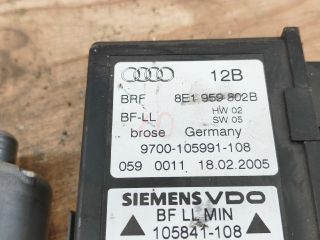 12B
BRF 8E1 959 802B
BF-LL HW 02
SW 05
brose Germany
9700-105991-108
059 0011 18.02.2005
SIEMENS VDO
BF LL MIN
105841-108